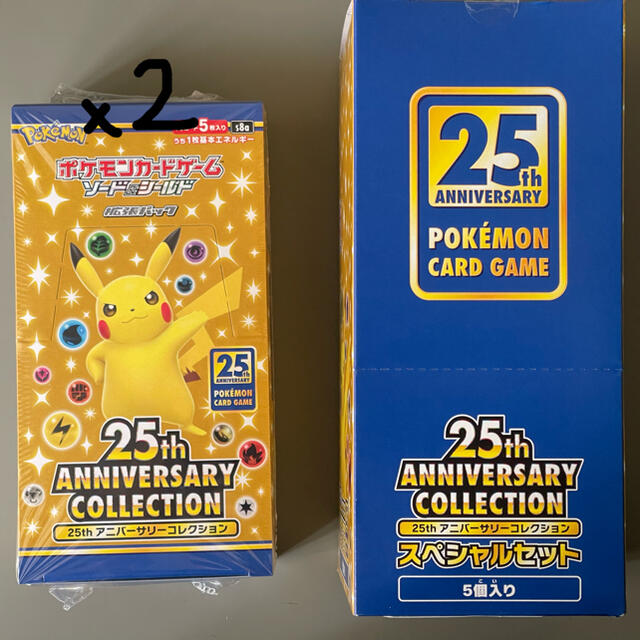 ×2
Pokémon
5枚入り
s8a
うち1枚基本エネルギー
ポケモンカードゲーム
ソード&シールド
拡張パック
25th
ANNIVERSARY
POKÉMON
CARD GAME
25th
ANNIVERSARY
COLLECTION
25th アニバーサリーコレクション
25th
ANNIVERSARY
POKÉMON
CARD GAME
25th
ANNIVERSARY
COLLECTION
25th アニバーサリーコレクション
スペシャルセット
5個入り